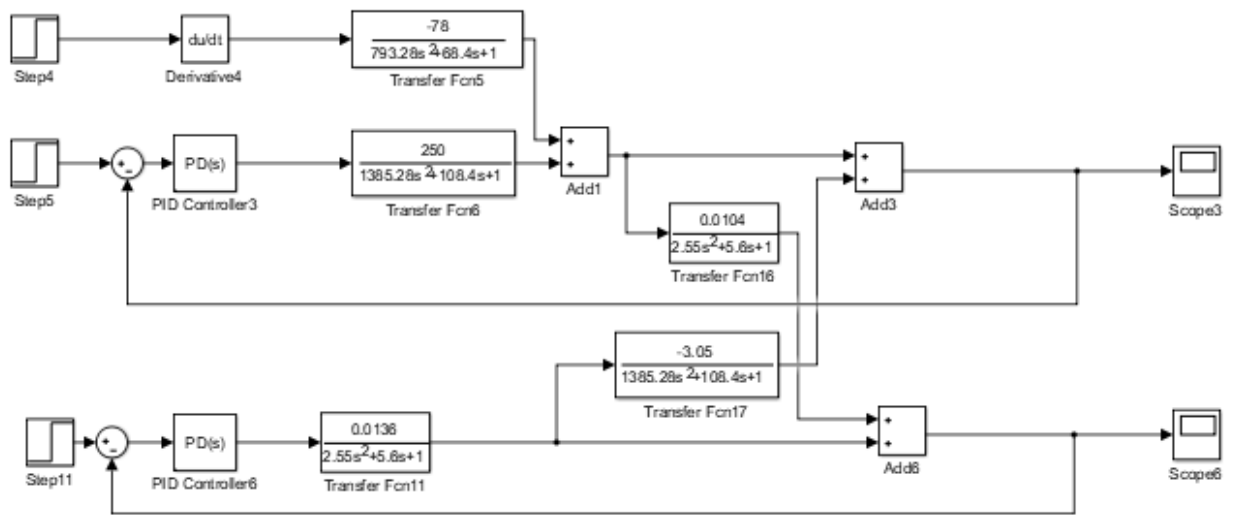 Step4
du/dt
Derivative4
-78
793.28s²+68.4s+1
Transfer Fcn5
Step5
+
−
PD(s)
PID Controller3
250
1385.28s²+108.4s+1
Transfer Fcn6
+
+
Add1
+
+
Add3
Scope3
0.0104
2.55s²+5.6s+1
Transfer Fcn16
-3.05
1385.28s²+108.4s+1
Transfer Fcn17
Step11
+
−
PD(s)
PID Controller6
0.0136
2.55s²+5.6s+1
Transfer Fcn11
+
+
Add6
Scope6